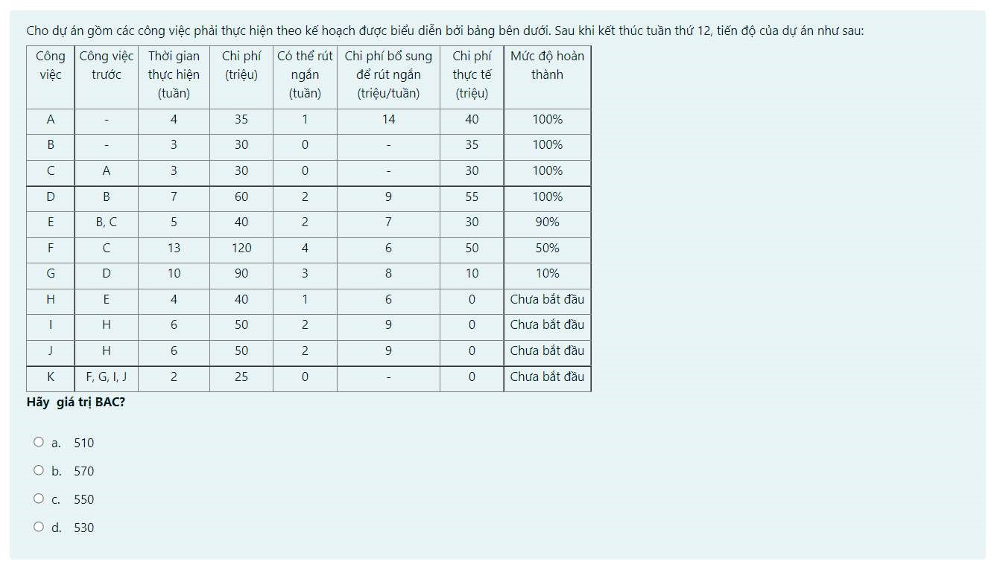 Cho dự án gồm các công việc phải thực hiện theo kế hoạch được biểu diễn bởi bảng bên dưới. Sau khi kết thúc tuần thứ 12, tiến độ của dự án như sau:
Công việc | Công việc trước | Thời gian thực hiện (tuần) | Chi phí (triệu) | Có thể rút ngắn (tuần) | Chi phí bổ sung để rút ngắn (triệu/tuần) | Chi phí thực tế (triệu) | Mức độ hoàn thành
A | - | 4 | 35 | 1 | 14 | 40 | 100%
B | - | 3 | 30 | 0 | - | 35 | 100%
C | A | 3 | 30 | 0 | - | 30 | 100%
D | B | 7 | 60 | 2 | 9 | 55 | 100%
E | B, C | 5 | 40 | 2 | 7 | 30 | 90%
F | C | 13 | 120 | 4 | 6 | 50 | 50%
G | D | 10 | 90 | 3 | 8 | 10 | 10%
H | E | 4 | 40 | 1 | 6 | 0 | Chưa bắt đầu
I | H | 6 | 50 | 2 | 9 | 0 | Chưa bắt đầu
J | H | 6 | 50 | 2 | 9 | 0 | Chưa bắt đầu
K | F, G, I, J | 2 | 25 | 0 | - | 0 | Chưa bắt đầu
Hãy giá trị BAC?
a. 510
b. 570
c. 550
d. 530